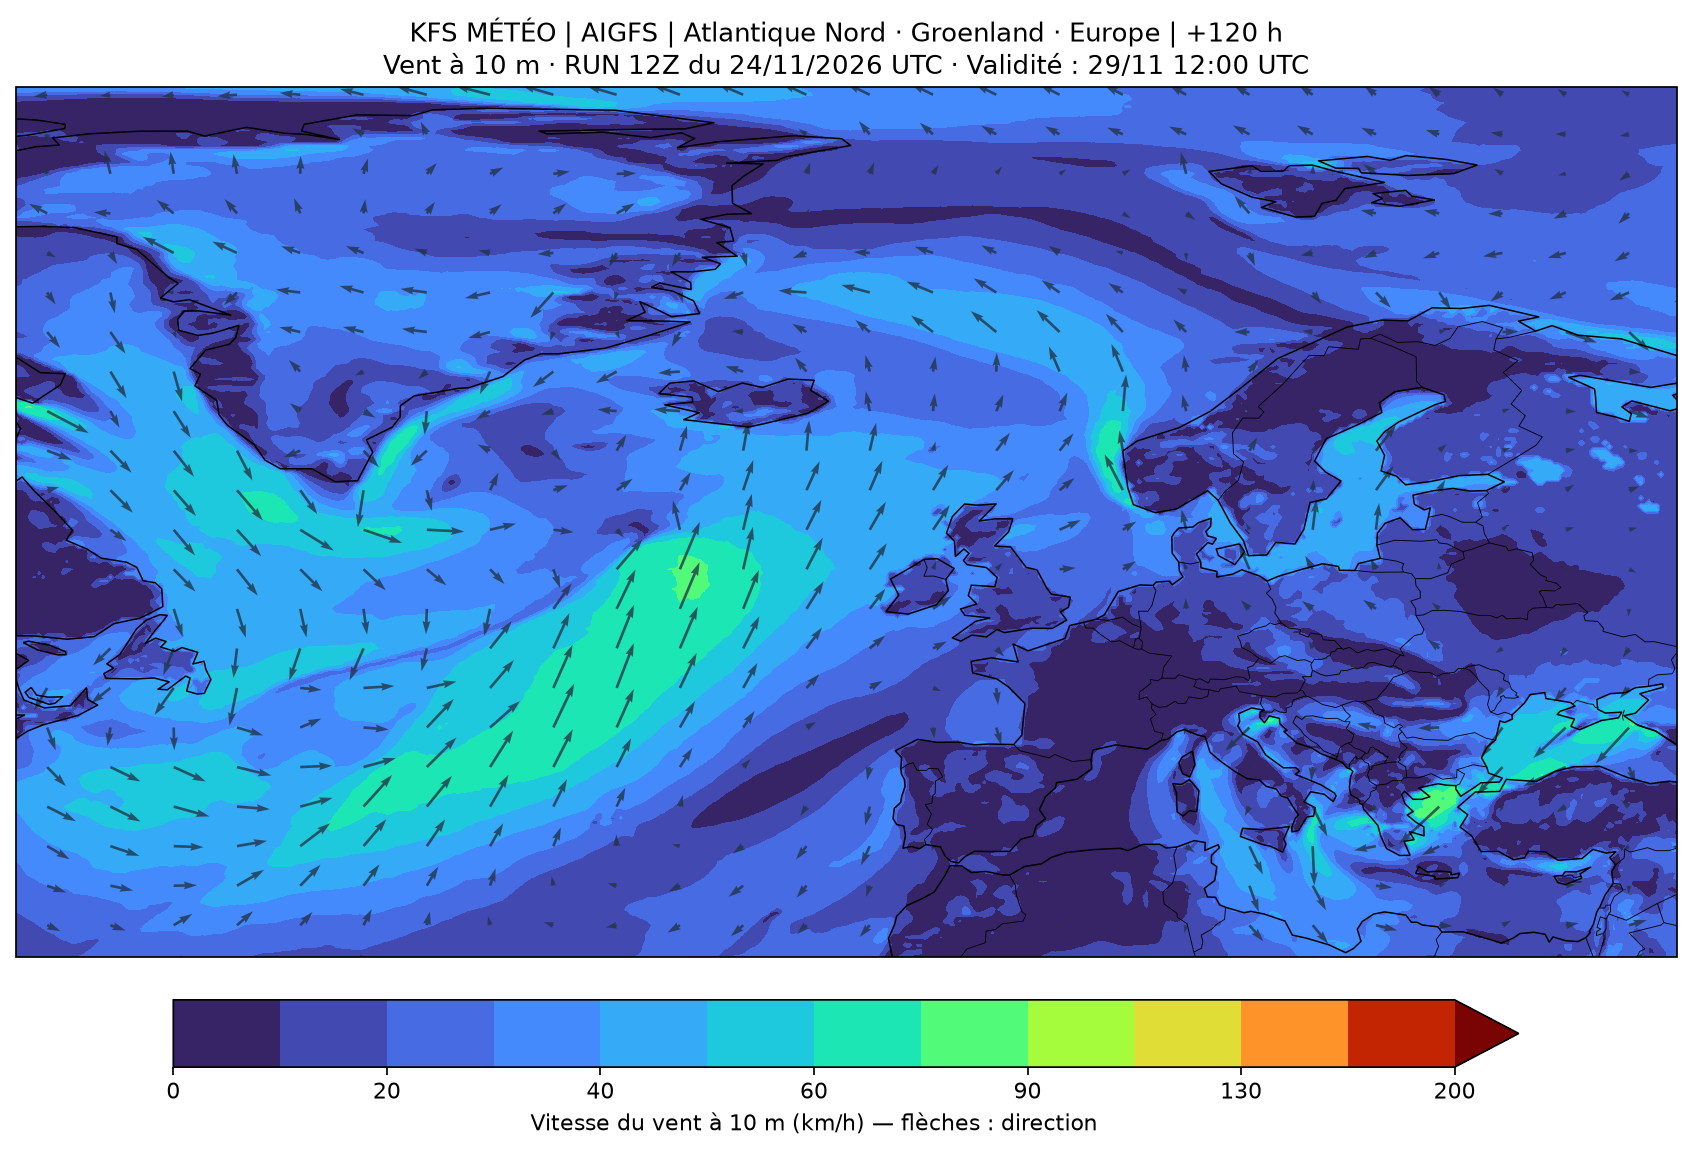 KFS MÉTÉO | AIGFS | Atlantique Nord · Groenland · Europe | +120 h
Vent à 10 m · RUN 12Z du 24/11/2026 UTC · Validité : 29/11 12:00 UTC
0 20 40 60 90 130 200
Vitesse du vent à 10 m (km/h) — flèches : direction